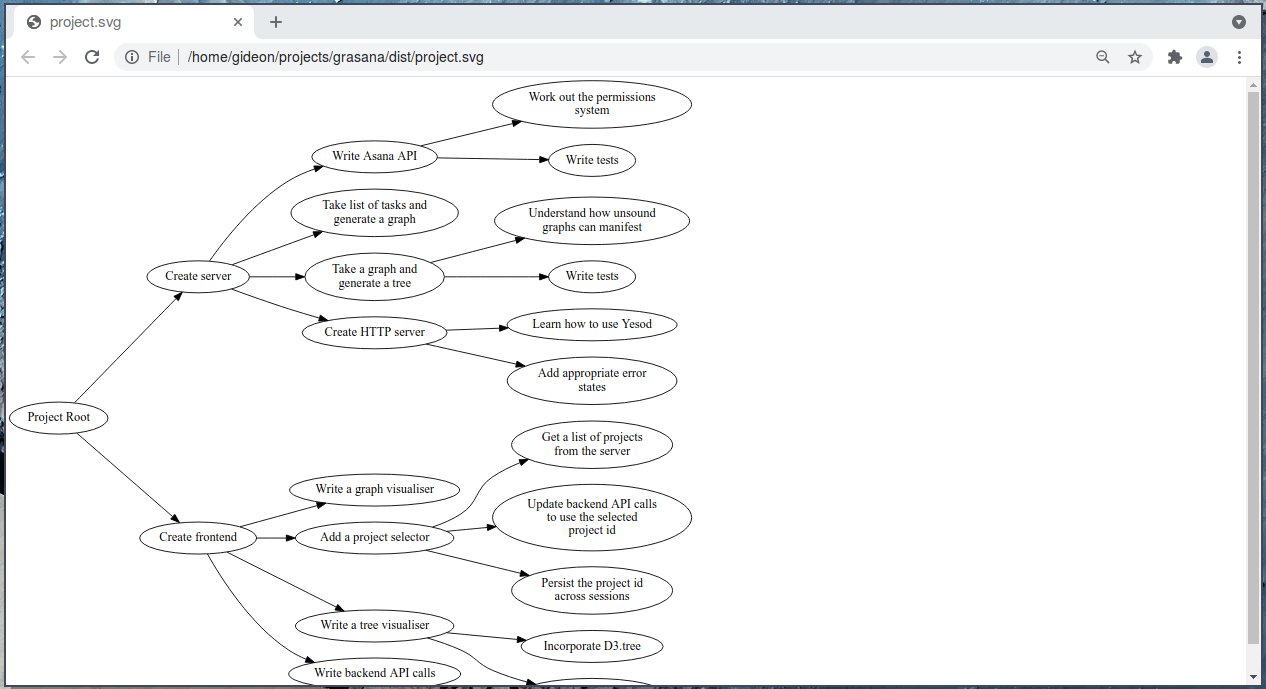 project.svg
File
/home/gideon/projects/grasana/dist/project.svg
Work out the permissions
system
Write Asana API
Write tests
Take list of tasks and
generate a graph
Understand how unsound
graphs can manifest
Create server
Take a graph and
generate a tree
Write tests
Create HTTP server
Learn how to use Yesod
Add appropriate error
states
Project Root
Get a list of projects
from the server
Write a graph visualiser
Update backend API calls
to use the selected
project id
Create frontend
Add a project selector
Persist the project id
across sessions
Write a tree visualiser
Incorporate D3.tree
Write backend API calls